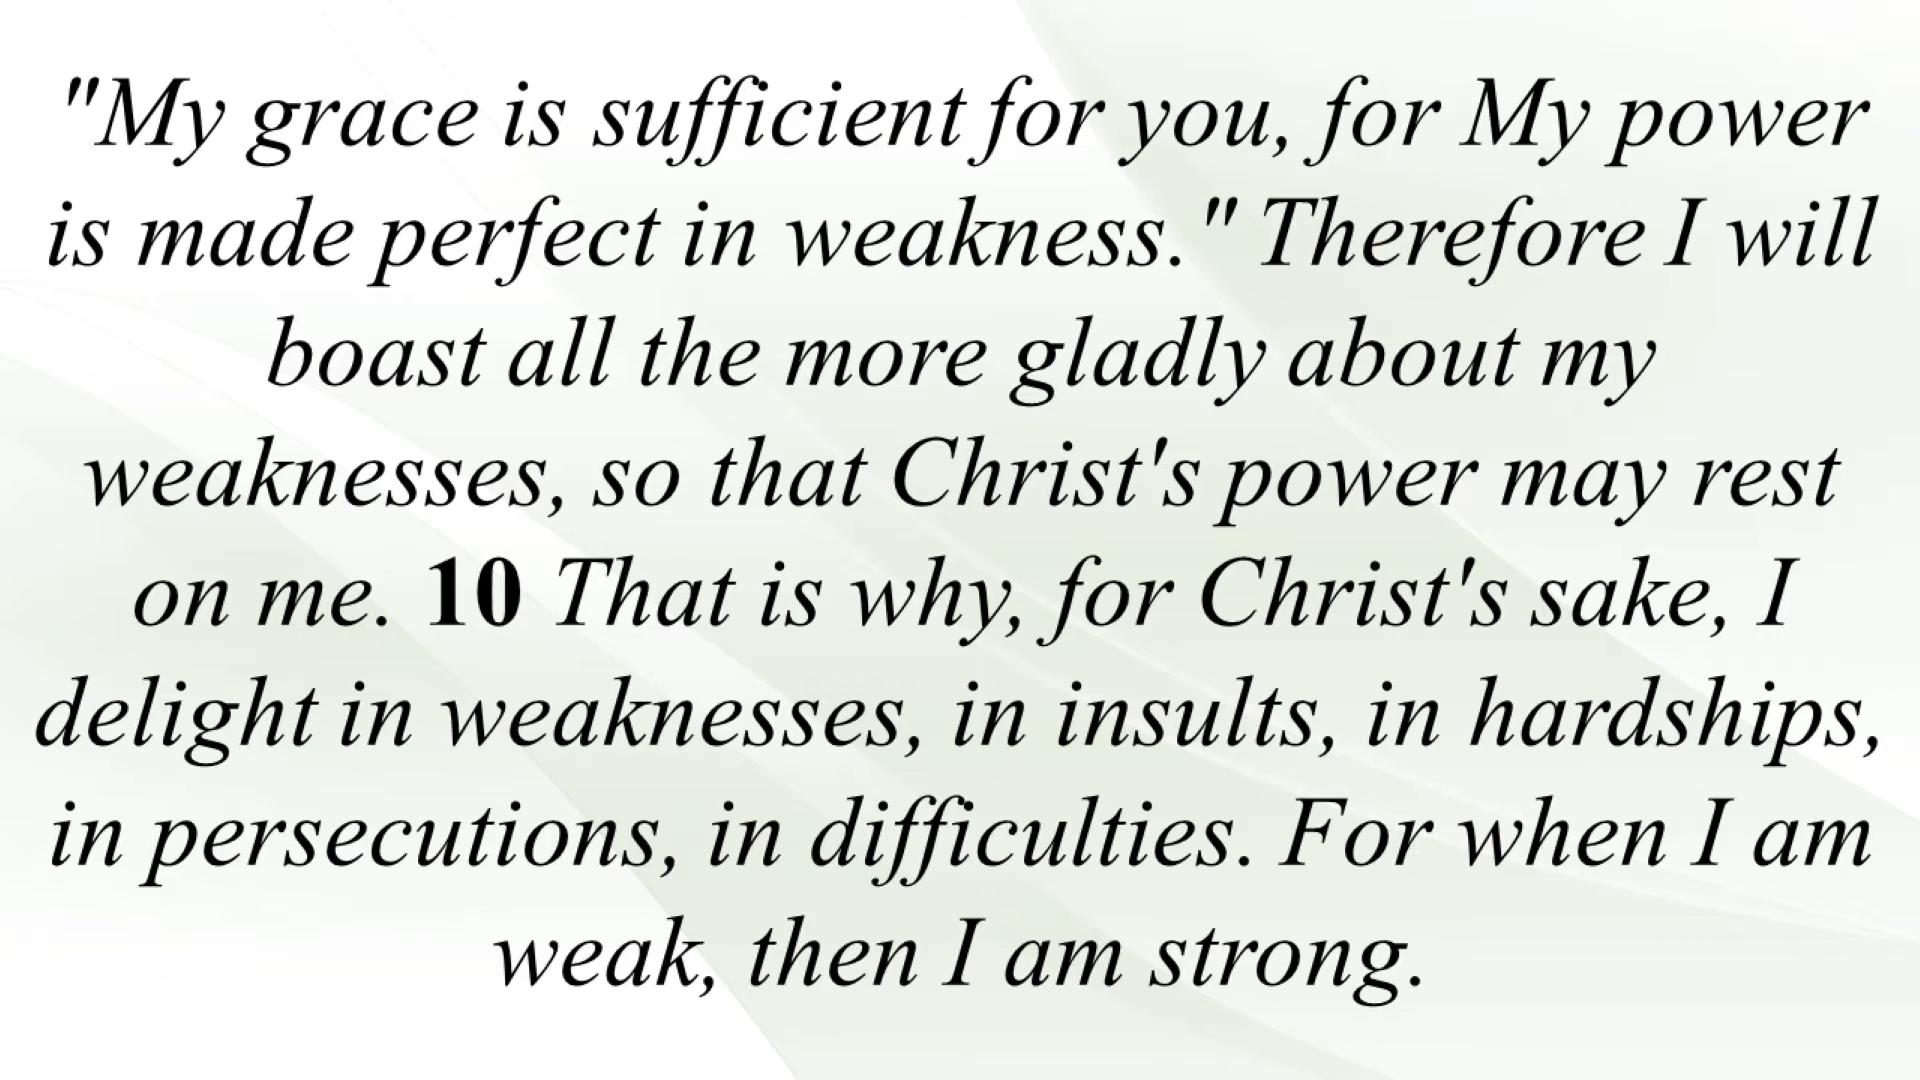 "My grace is sufficient for you, for My power
is made perfect in weakness." Therefore I will
boast all the more gladly about my
weaknesses, so that Christ's power may rest
on me. 10 That is why, for Christ's sake, I
delight in weaknesses, in insults, in hardships,
in persecutions, in difficulties. For when I am
weak, then I am strong.